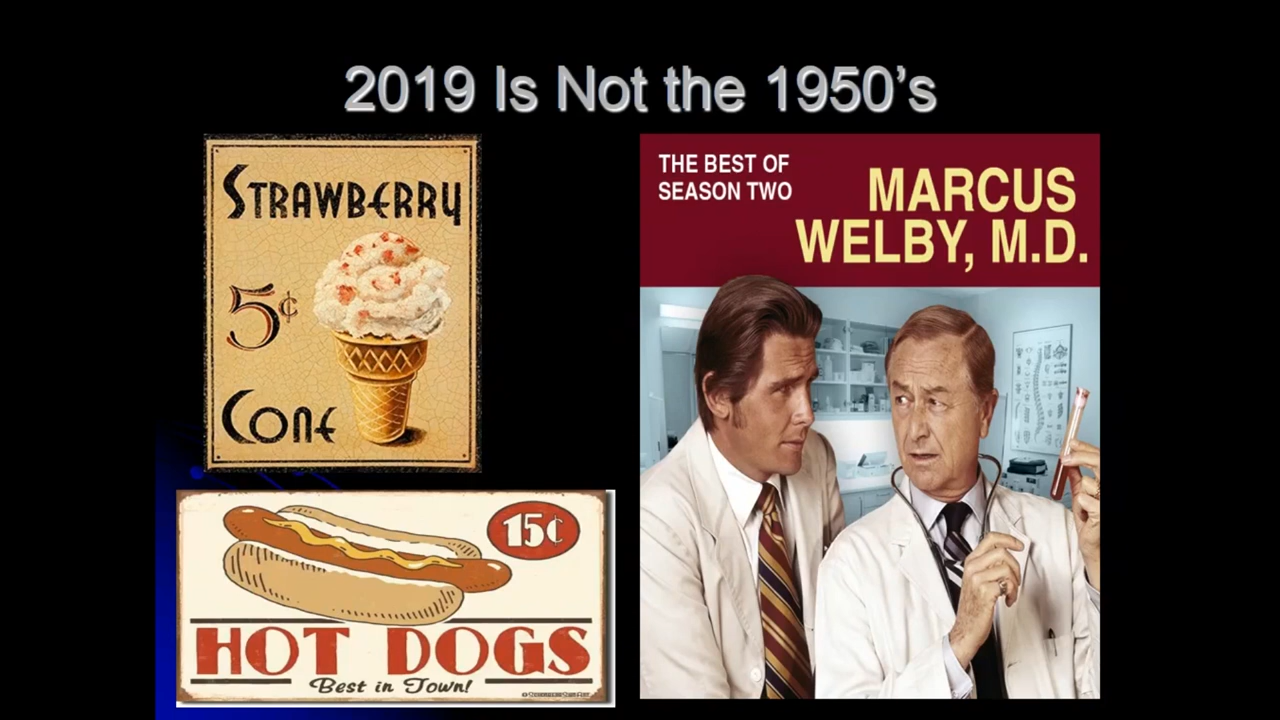 2019 Is Not the 1950's
STRAWBERRY
5¢
CONE
15¢
HOT DOGS
Best in Town!
THE BEST OF
SEASON TWO
MARCUS
WELBY, M.D.